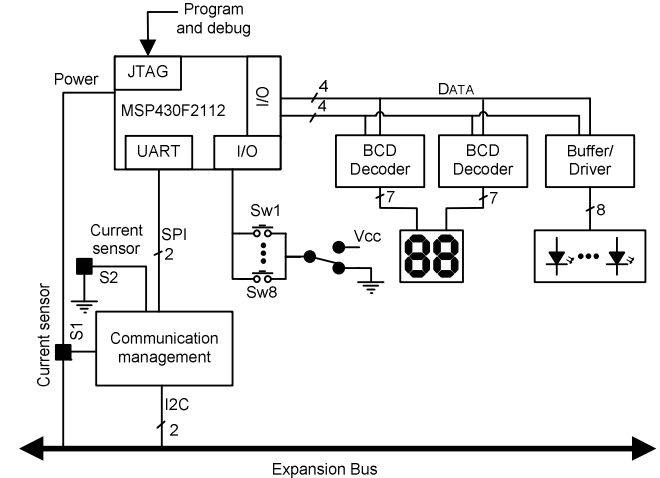 Program
and debug
Power
JTAG
MSP430F2112
I/O
UART
I/O
4
4
DATA
BCD
Decoder
BCD
Decoder
Buffer/
Driver
7
7
8
88
Sw1
Sw8
Vcc
SPI
2
Current
sensor
S2
Current sensor
S1
Communication
management
I2C
2
Expansion Bus